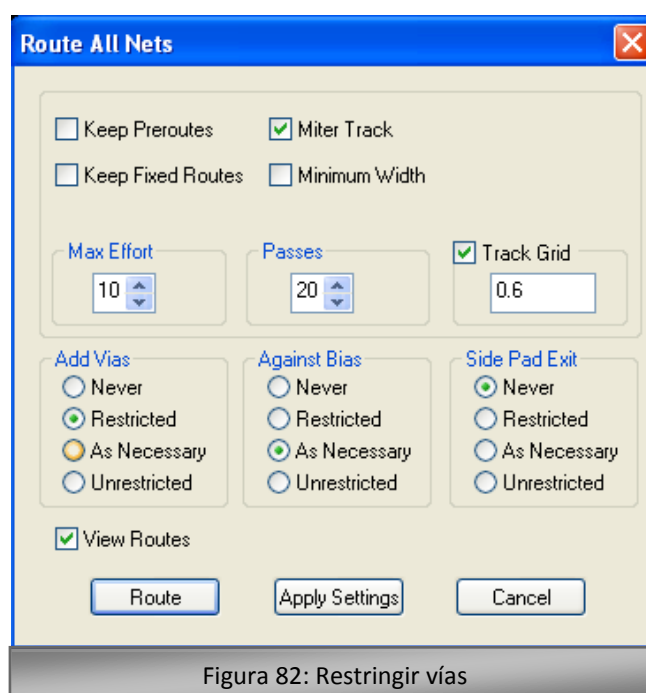 Route All Nets
Keep Preroutes Miter Track
Keep Fixed Routes Minimum Width
Max Effort Passes Track Grid
10 20 0.6
Add Vias Against Bias Side Pad Exit
Never Never Never
Restricted Restricted Restricted
As Necessary As Necessary As Necessary
Unrestricted Unrestricted Unrestricted
View Routes
Route Apply Settings Cancel
Figura 82: Restringir vías